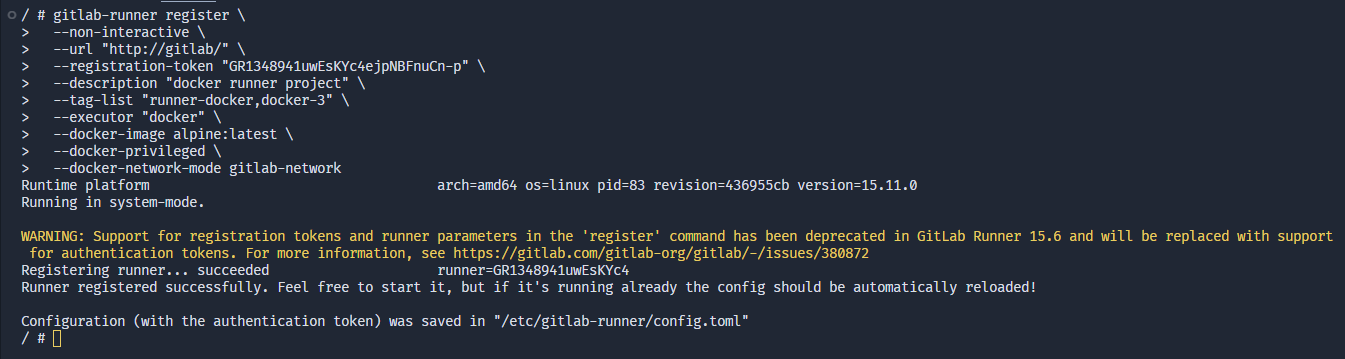 / # gitlab-runner register \
>   --non-interactive \
>   --url "http://gitlab/" \
>   --registration-token "GR1348941uwEsKYc4ejpNBFnuCn-p" \
>   --description "docker runner project" \
>   --tag-list "runner-docker,docker-3" \
>   --executor "docker" \
>   --docker-image alpine:latest \
>   --docker-privileged \
>   --docker-network-mode gitlab-network
Runtime platform                                    arch=amd64 os=linux pid=83 revision=436955cb version=15.11.0
Running in system-mode.
WARNING: Support for registration tokens and runner parameters in the 'register' command has been deprecated in GitLab Runner 15.6 and will be replaced with support
 for authentication tokens. For more information, see https://gitlab.com/gitlab-org/gitlab/-/issues/380872
Registering runner... succeeded                     runner=GR1348941uwEsKYc4
Runner registered successfully. Feel free to start it, but if it's running already the config should be automatically reloaded!
Configuration (with the authentication token) was saved in "/etc/gitlab-runner/config.toml"
/ #